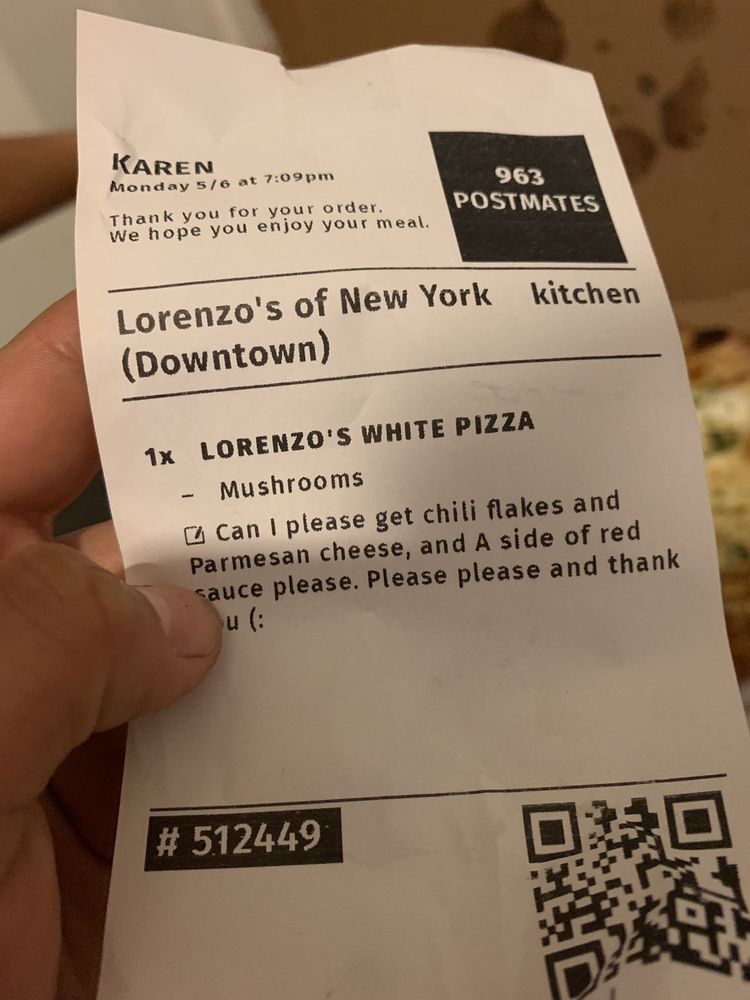 KAREN
Monday 5/6 at 7:09pm
Thank you for your order.
We hope you enjoy your meal.
963
POSTMATES
Lorenzo's of New York kitchen
(Downtown)
1x LORENZO'S WHITE PIZZA
- Mushrooms
Can I please get chili flakes and
Parmesan cheese, and A side of red
sauce please. Please please and thank
u (:
# 512449